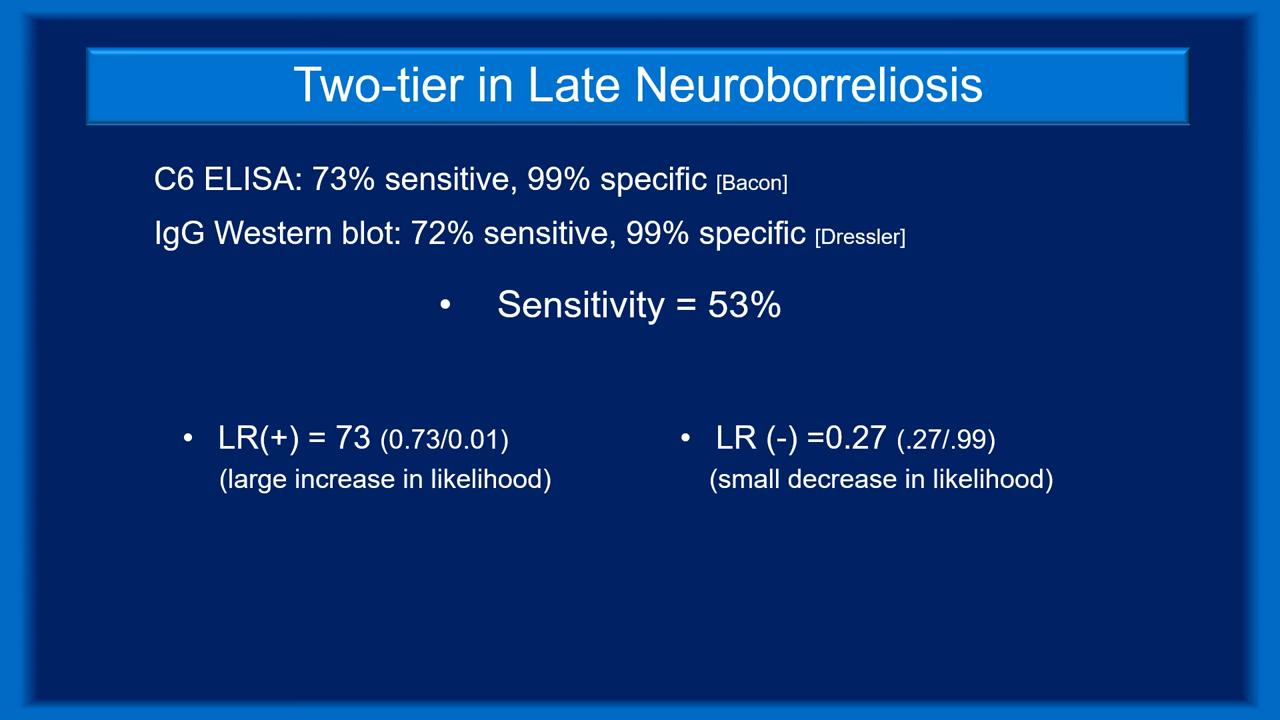 Two-tier in Late Neuroborreliosis
C6 ELISA: 73% sensitive, 99% specific [Bacon]
IgG Western blot: 72% sensitive, 99% specific [Dressler]
• Sensitivity = 53%
• LR(+) = 73 (0.73/0.01)
(large increase in likelihood)
• LR (-) =0.27 (.27/.99)
(small decrease in likelihood)